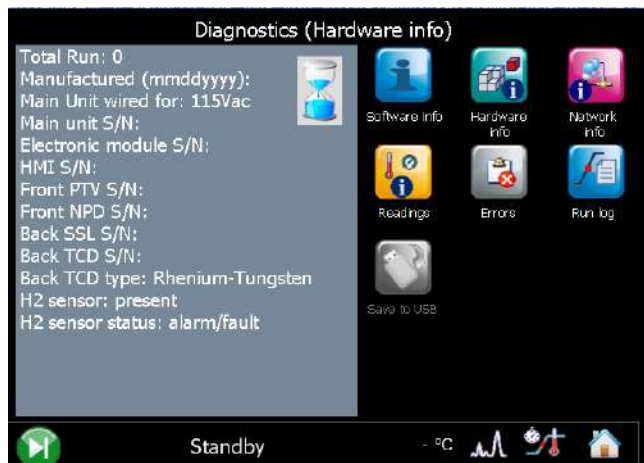 Diagnostics (Hardware info)
Total Run: 0
Manufactured (mmddyyyy):
Main Unit wired for: 115Vac
Main unit S/N:
Electronic module S/N:
HMI S/N:
Front PTV S/N:
Front NPD S/N:
Back SSL S/N:
Back TCD S/N:
Back TCD type: Rhenium-Tungsten
H2 sensor: present
H2 sensor status: alarm/fault
Software info
Hardware
info
Network
info
Readings
Errors
Run log
Save to USB
Standby
- °C